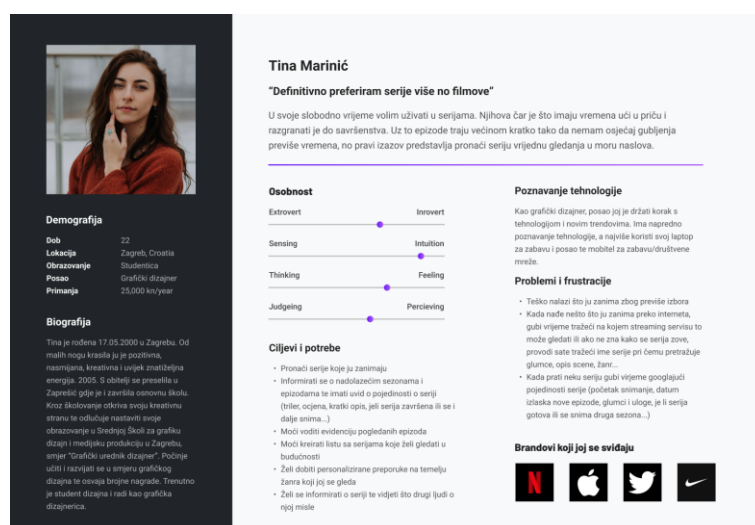 Tina Marinić
“Definitivno preferiram serije više no filmove”
U svoje slobodno vrijeme volim uživati u serijama. Njihova čar je što imaju vremena ući u priču i
razgranati je do savršenstva. Uz to epizode traju većinom kratko tako da nemam osjećaj gubljenja
previše vremena, no pravi izazov predstavlja pronaći seriju vrijednu gledanja u moru naslova.
Demografija
Dob 22
Lokacija Zagreb, Croatia
Obrazovanje Studentica
Posao Grafički dizajner
Primanja 25,000 kn/year
Biografija
Tina je rođena 17.05.2000 u Zagrebu. Od
malih nogu krasila ju je pozitivna,
nasmijana, kreativna i uvijek znatiželjna
energija. 2005. S obitelji se preselila u
Zaprešić gdje je i završila osnovnu školu.
Kroz školovanje otkriva svoju kreativnu
stranu te odlučuje nastaviti svoje
obrazovanje u Srednjoj Školi za grafiku
dizajn i medijsku produkciju u Zagrebu,
smjer “Grafički urednik dizajner”. Počinje
učiti i razvijati se u smjeru grafičkog
dizajna te osvaja brojne nagrade. Trenutno
je student dizajna i radi kao grafička
dizajnerica.
Osobnost
Extrovert Inrovert
Sensing Intuition
Thinking Feeling
Judgeing Percieving
Ciljevi i potrebe
• Pronaći serije koje ju zanimaju
• Informirati se o nadolazećim sezonama i
epizodama te imati uvid o pojedinosti o seriji
(triler, ocjena, kratki opis, jeli serija završena ili se i
dalje snima...)
• Moći voditi evidenciju pogledanih epizoda
• Moći kreirati listu sa serijama koje želi gledati u
budućnosti
• Želi dobiti personalizirane preporuke na temelju
žanra koji joj se gleda
• Želi se informirati o seriji te vidjeti što drugi ljudi o
njoj misle
Poznavanje tehnologije
Kao grafički dizajner, posao joj je držati korak s
tehnologijom i novim trendovima. Ima napredno
poznavanje tehnologije, a najviše koristi svoj laptop
za zabavu i posao te mobitel za zabavu/društvene
mreže.
Problemi i frustracije
• Teško nalazi što ju zanima zbog previše izbora
• Kada nađe nešto što ju zanima preko interneta,
gubi vrijeme tražeći na kojem streaming servisu to
može gledati ili ako ne zna kako se serija zove,
provodi sate tražeći ime serije pri čemu pretražuje
glumce, opis scene, žanr...
• Kada prati neku seriju gubi virjeme googlajući
pojedinosti serije (početak snimanje, datum
izlaska nove epizode, glumci i uloge, je li serija
gotova ili se snima druga sezona...)
Brandovi koji joj se sviđaju
N